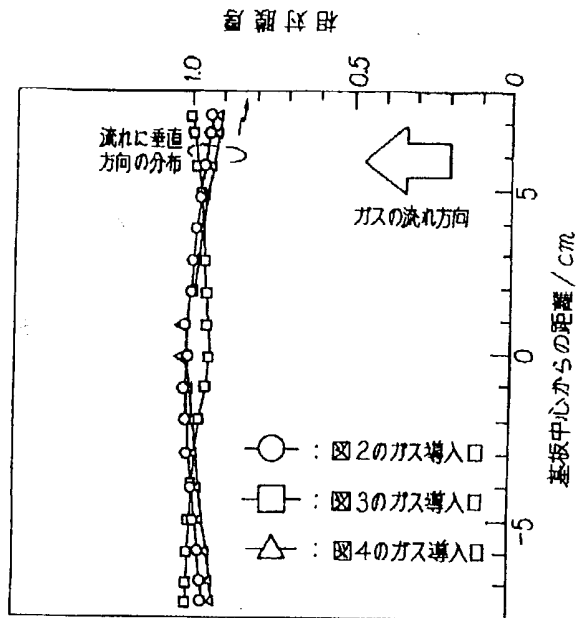 相対膜厚
1.0
0.5
0
流れに垂直
方向の分布
ガスの流れ方向
5
0
-5
基板中心からの距離/cm
○ : 図2のガス導入口
□ : 図3のガス導入口
△ : 図4のガス導入口